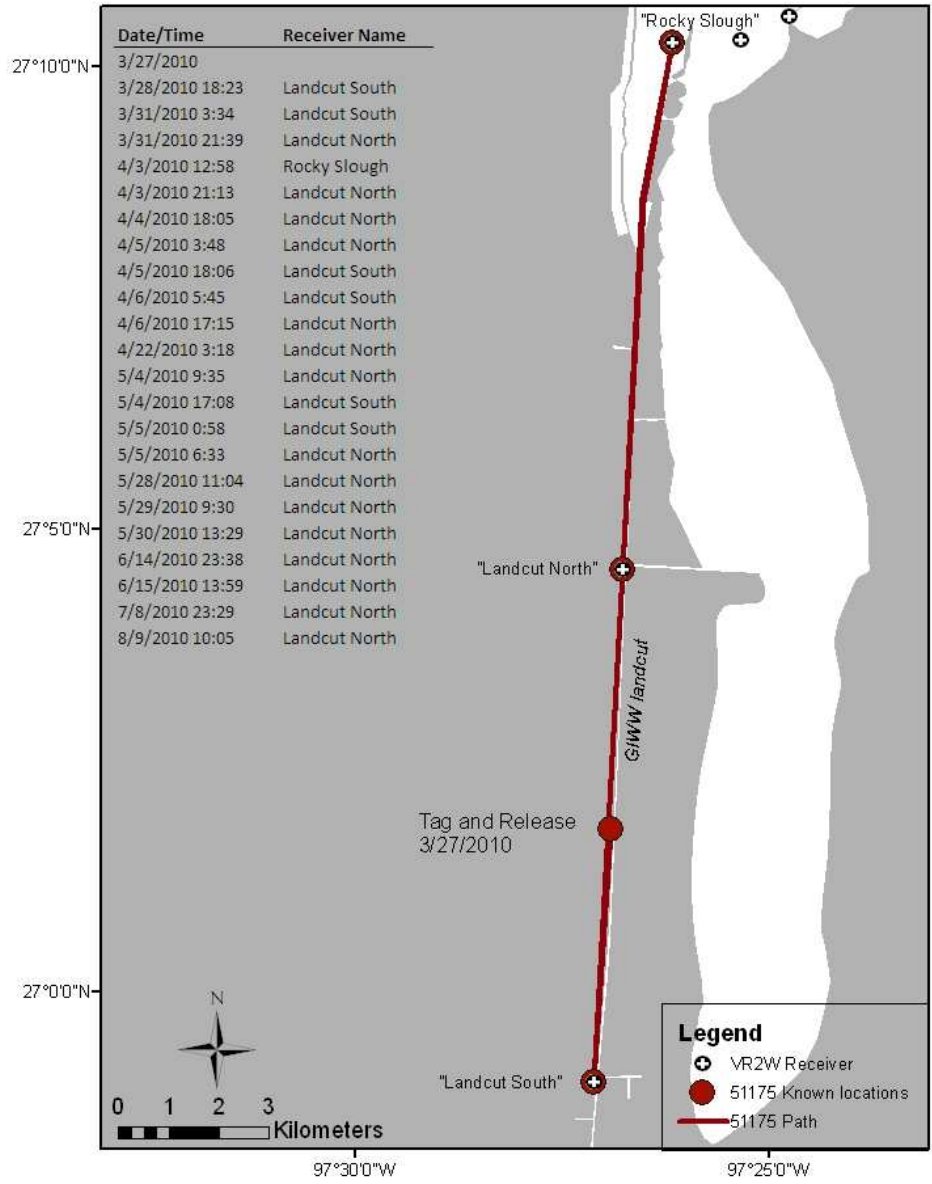 Date/Time Receiver Name
3/27/2010
3/28/2010 18:23 Landcut South
3/31/2010 3:34 Landcut South
3/31/2010 21:39 Landcut North
4/3/2010 12:58 Rocky Slough
4/3/2010 21:13 Landcut North
4/4/2010 18:05 Landcut North
4/5/2010 3:48 Landcut North
4/5/2010 18:06 Landcut South
4/6/2010 5:45 Landcut South
4/6/2010 17:15 Landcut North
4/22/2010 3:18 Landcut North
5/4/2010 9:35 Landcut North
5/4/2010 17:08 Landcut South
5/5/2010 0:58 Landcut South
5/5/2010 6:33 Landcut North
5/28/2010 11:04 Landcut North
5/29/2010 9:30 Landcut North
5/30/2010 13:29 Landcut North
6/14/2010 23:38 Landcut North
6/15/2010 13:59 Landcut North
7/8/2010 23:29 Landcut North
8/9/2010 10:05 Landcut North
"Rocky Slough"
27°10'0"N
27°5'0"N
"Landcut North"
GIWW landcut
Tag and Release
3/27/2010
27°0'0"N
"Landcut South"
N
0 1 2 3
Kilometers
Legend
VR2W Receiver
51175 Known locations
51175 Path
97°30'0"W
97°25'0"W